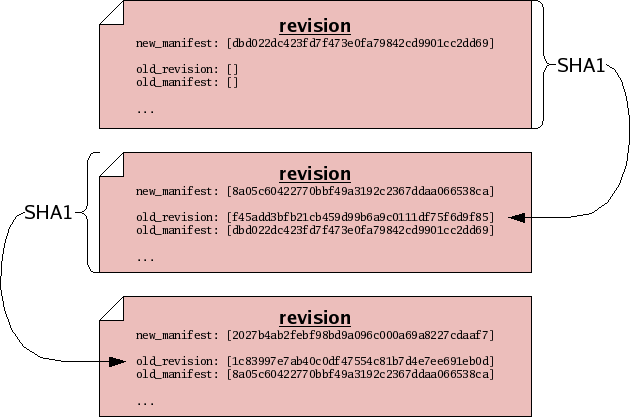 revision
new_manifest: [dbd022dc423fd7f473e0fa79842cd9901cc2dd69]
old_revision: []
old_manifest: []
...
SHA1
revision
new_manifest: [8a05c60422770bbf49a3192c2367ddaa066538ca]
old_revision: [f45add3bfb21cb459d99b6a9c0111df75f6d9f85]
old_manifest: [dbd022dc423fd7f473e0fa79842cd9901cc2dd69]
...
SHA1
revision
new_manifest: [2027b4ab2febf98bd9a096c000a69a8227cdaaf7]
old_revision: [1c83997e7ab40c0df47554c81b7d4e7ee691eb0d]
old_manifest: [8a05c60422770bbf49a3192c2367ddaa066538ca]
...